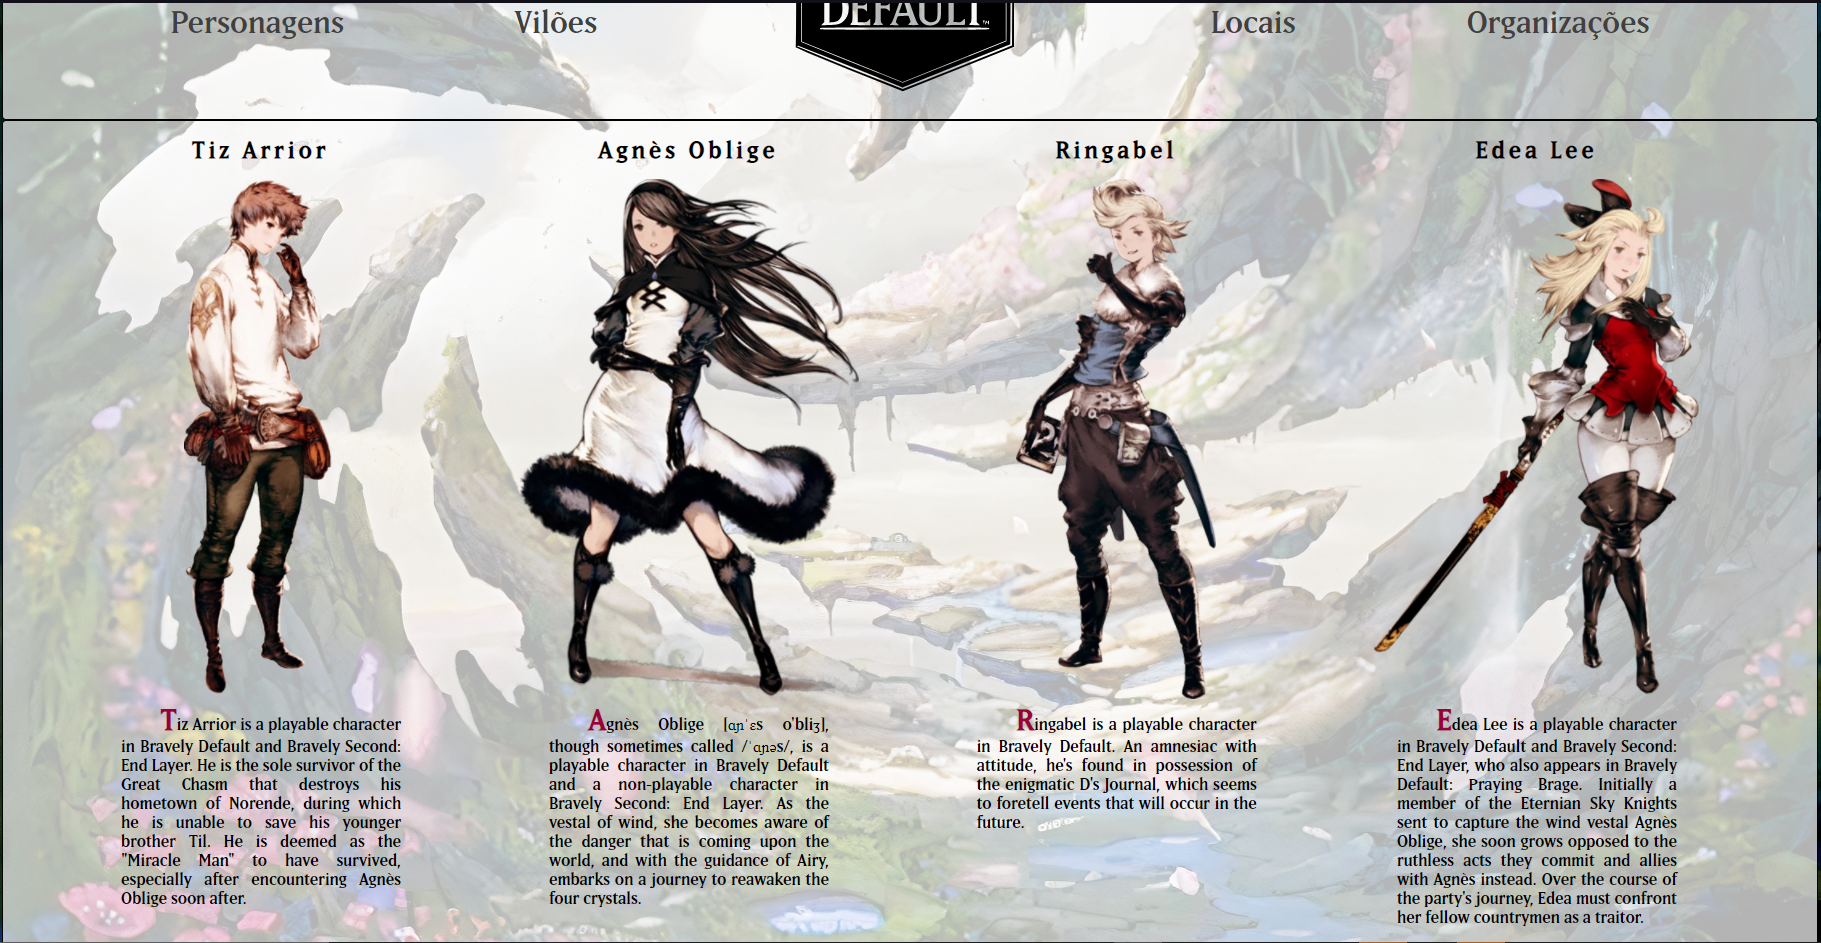 Personagens
Vilões
DEFAULT
Locais
Organizações
Tiz Arrior
Agnès Oblige
Ringabel
Edea Lee
Tiz Arrior is a playable character
in Bravely Default and Bravely Second:
End Layer. He is the sole survivor of the
Great Chasm that destroys his
hometown of Norende, during which
he is unable to save his younger
brother Til. He is deemed as the
"Miracle Man" to have survived,
especially after encountering Agnès
Oblige soon after.
Agnès Oblige [aɲˈɛs o'bliʒ],
though sometimes called /ˈaɲəs/, is a
playable character in Bravely Default
and a non-playable character in
Bravely Second: End Layer. As the
vestal of wind, she becomes aware of
the danger that is coming upon the
world, and with the guidance of Airy,
embarks on a journey to reawaken the
four crystals.
Ringabel is a playable character
in Bravely Default. An amnesiac with
attitude, he's found in possession of
the enigmatic D's Journal, which seems
to foretell events that will occur in the
future.
Edea Lee is a playable character
in Bravely Default and Bravely Second:
End Layer, who also appears in Bravely
Default: Praying Brage. Initially a
member of the Eternian Sky Knights
sent to capture the wind vestal Agnès
Oblige, she soon grows opposed to the
ruthless acts they commit and allies
with Agnès instead. Over the course of
the party's journey, Edea must confront
her fellow countrymen as a traitor.